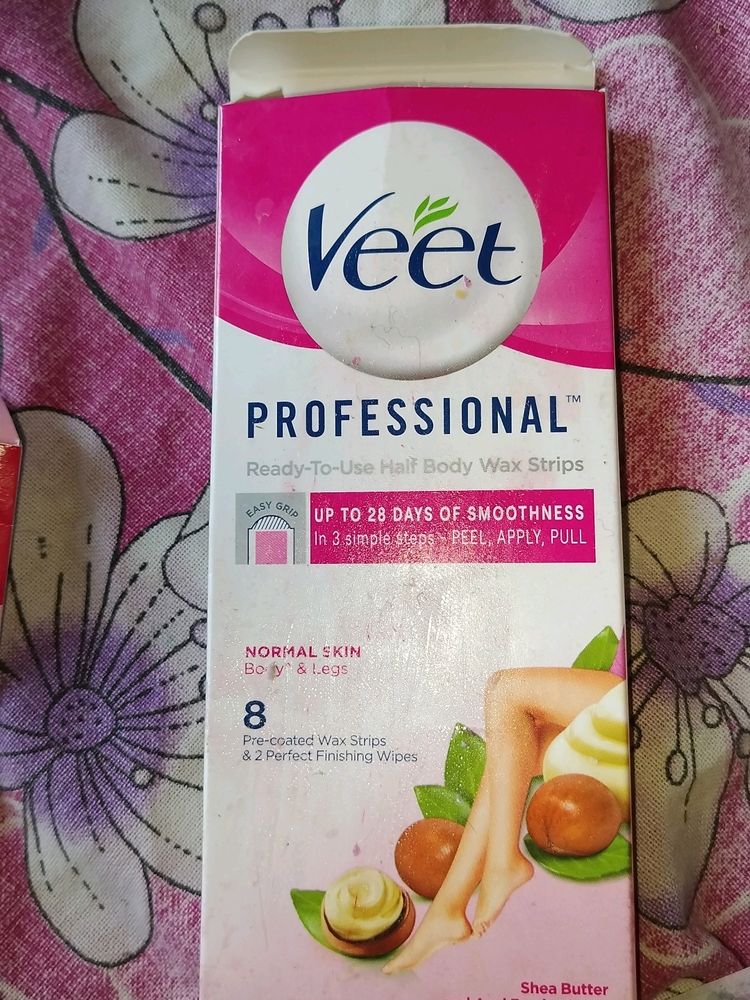 Veet
PROFESSIONAL™
Ready-To-Use Half Body Wax Strips
EASY GRIP
UP TO 28 DAYS OF SMOOTHNESS
In 3 simple steps - PEEL, APPLY, PULL
NORMAL SKIN
Body^ & Legs
8
Pre-coated Wax Strips
& 2 Perfect Finishing Wipes
Shea Butter